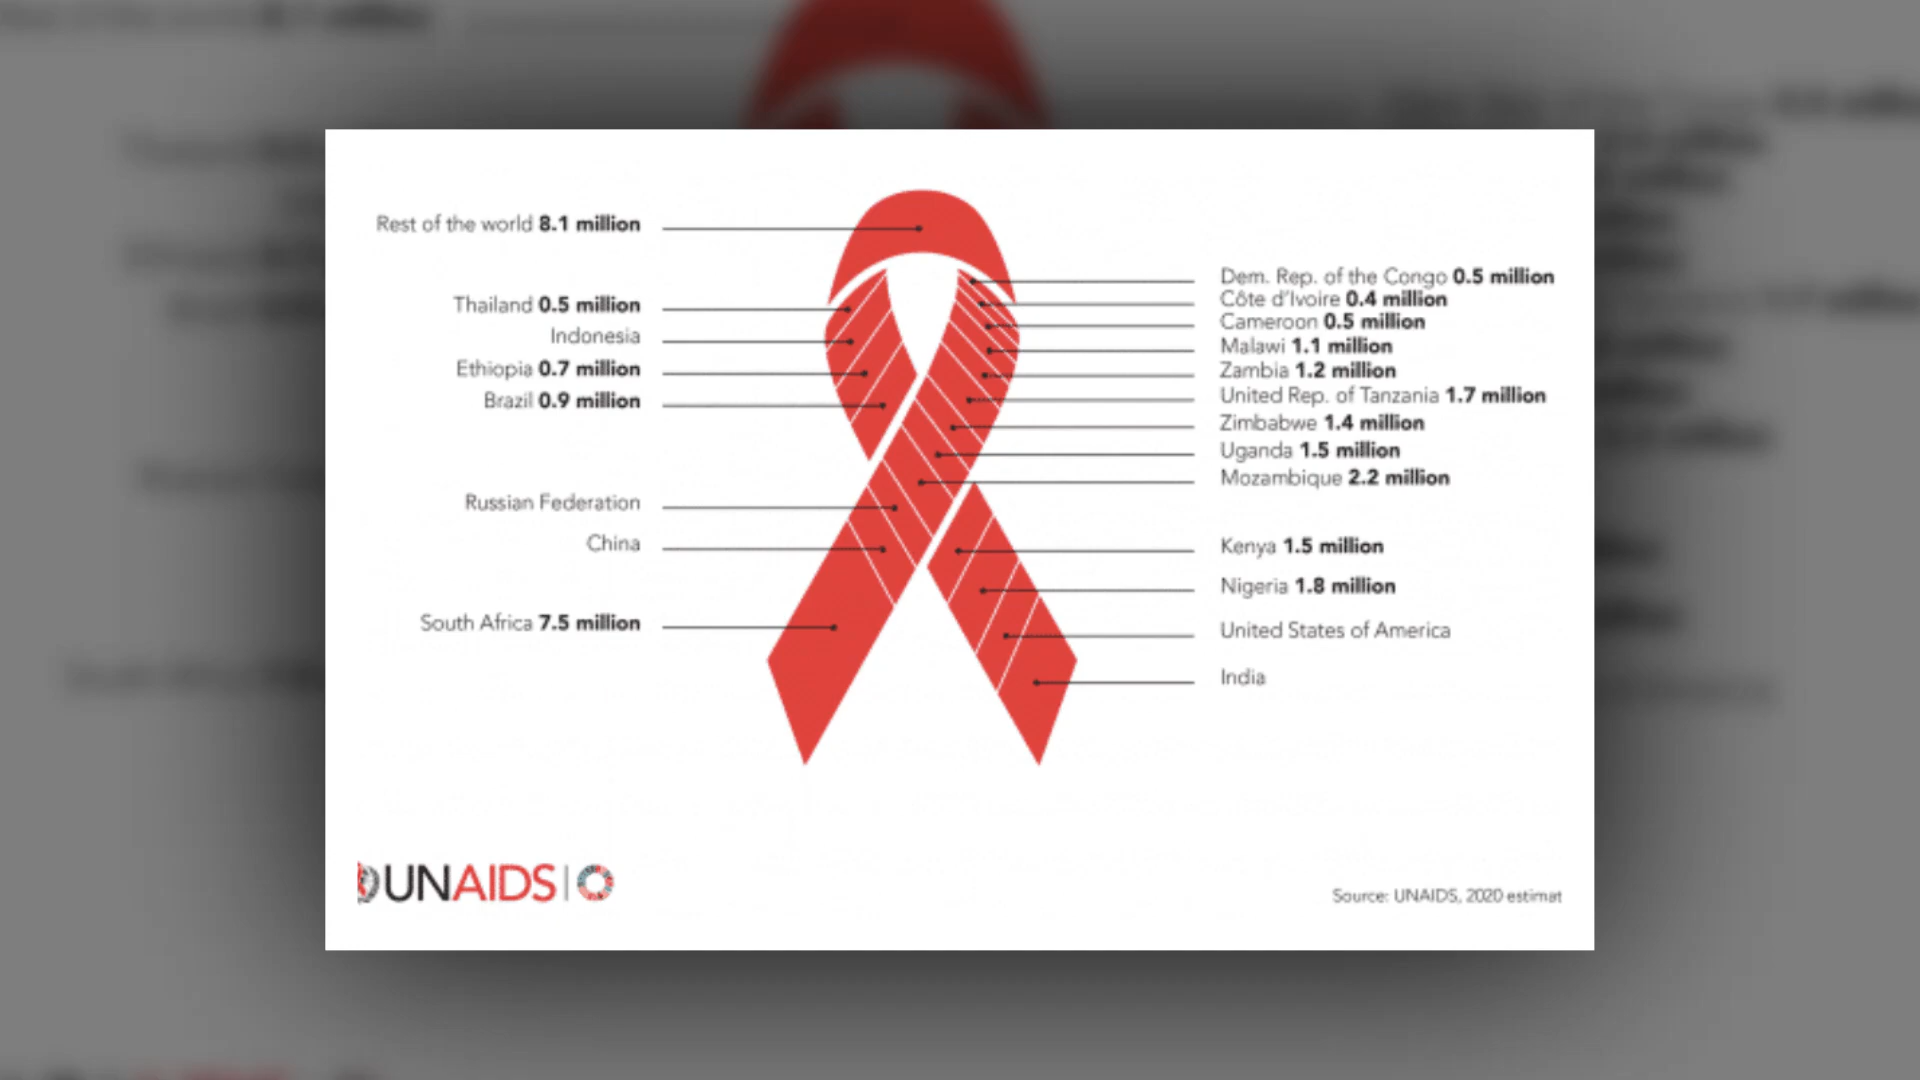 Rest of the world 8.1 million
Thailand 0.5 million
Indonesia
Ethiopia 0.7 million
Brazil 0.9 million
Russian Federation
China
South Africa 7.5 million
Dem. Rep. of the Congo 0.5 million
Côte d'Ivoire 0.4 million
Cameroon 0.5 million
Malawi 1.1 million
Zambia 1.2 million
United Rep. of Tanzania 1.7 million
Zimbabwe 1.4 million
Uganda 1.5 million
Mozambique 2.2 million
Kenya 1.5 million
Nigeria 1.8 million
United States of America
India
UNAIDS
Source: UNAIDS, 2020 estimat